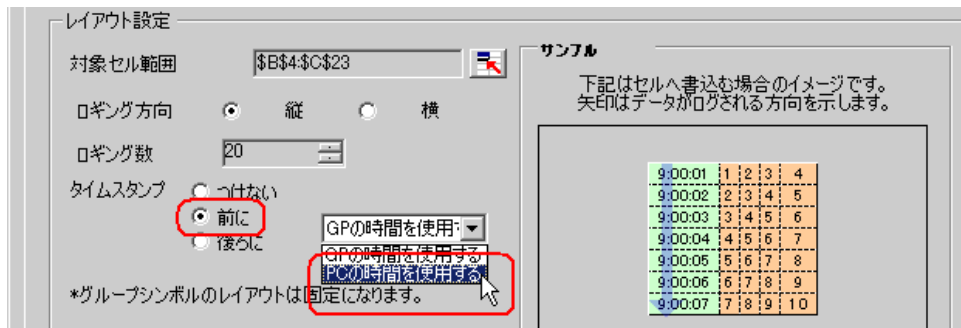 レイアウト設定
対象セル範囲 $B$4:$C$23
ロギング方向 縦 横
ロギング数 20
タイムスタンプ つけない
前に
後ろに
GPの時間を使用
GPの時間を使用する
PCの時間を使用する
*グループシンボルのレイアウトは固定になります。
サンプル
下記はセルへ書込む場合のイメージです。
矢印はデータがログされる方向を示します。
9:00:01 1 2 3 4
9:00:02 2 3 4 5
9:00:03 3 4 5 6
9:00:04 4 5 6 7
9:00:05 5 6 7 8
9:00:06 6 7 8 9
9:00:07 7 8 9 10